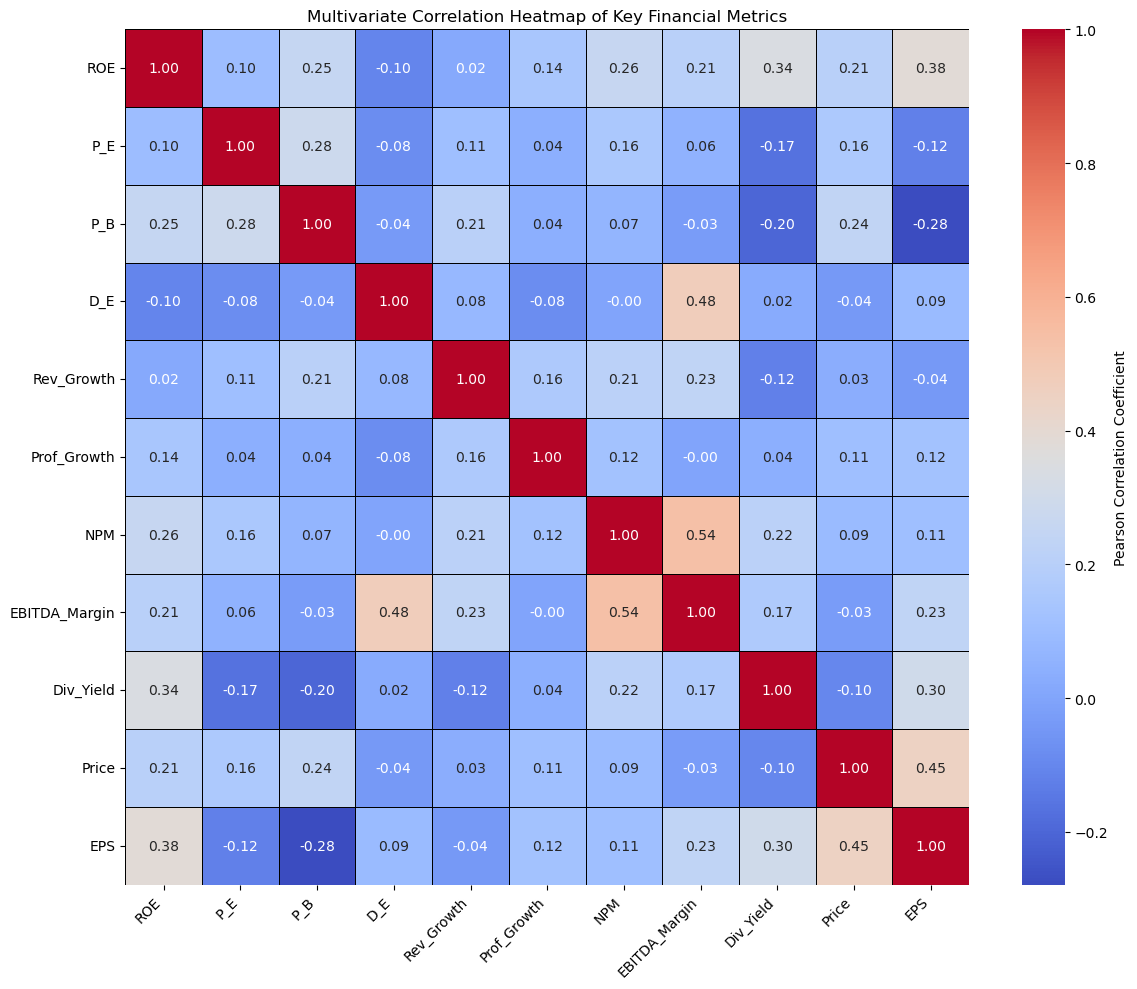 Multivariate Correlation Heatmap of Key Financial Metrics
ROE 1.00 0.10 0.25 -0.10 0.02 0.14 0.26 0.21 0.34 0.21 0.38
P_E 0.10 1.00 0.28 -0.08 0.11 0.04 0.16 0.06 -0.17 0.16 -0.12
P_B 0.25 0.28 1.00 -0.04 0.21 0.04 0.07 -0.03 -0.20 0.24 -0.28
D_E -0.10 -0.08 -0.04 1.00 0.08 -0.08 -0.00 0.48 0.02 -0.04 0.09
Rev_Growth 0.02 0.11 0.21 0.08 1.00 0.16 0.21 0.23 -0.12 0.03 -0.04
Prof_Growth 0.14 0.04 0.04 -0.08 0.16 1.00 0.12 -0.00 0.04 0.11 0.12
NPM 0.26 0.16 0.07 -0.00 0.21 0.12 1.00 0.54 0.22 0.09 0.11
EBITDA_Margin 0.21 0.06 -0.03 0.48 0.23 -0.00 0.54 1.00 0.17 -0.03 0.23
Div_Yield 0.34 -0.17 -0.20 0.02 -0.12 0.04 0.22 0.17 1.00 -0.10 0.30
Price 0.21 0.16 0.24 -0.04 0.03 0.11 0.09 -0.03 -0.10 1.00 0.45
EPS 0.38 -0.12 -0.28 0.09 -0.04 0.12 0.11 0.23 0.30 0.45 1.00
ROE P_E P_B D_E Rev_Growth Prof_Growth NPM EBITDA_Margin Div_Yield Price EPS
1.0
0.8
0.6
0.4
0.2
0.0
−0.2
Pearson Correlation Coefficient